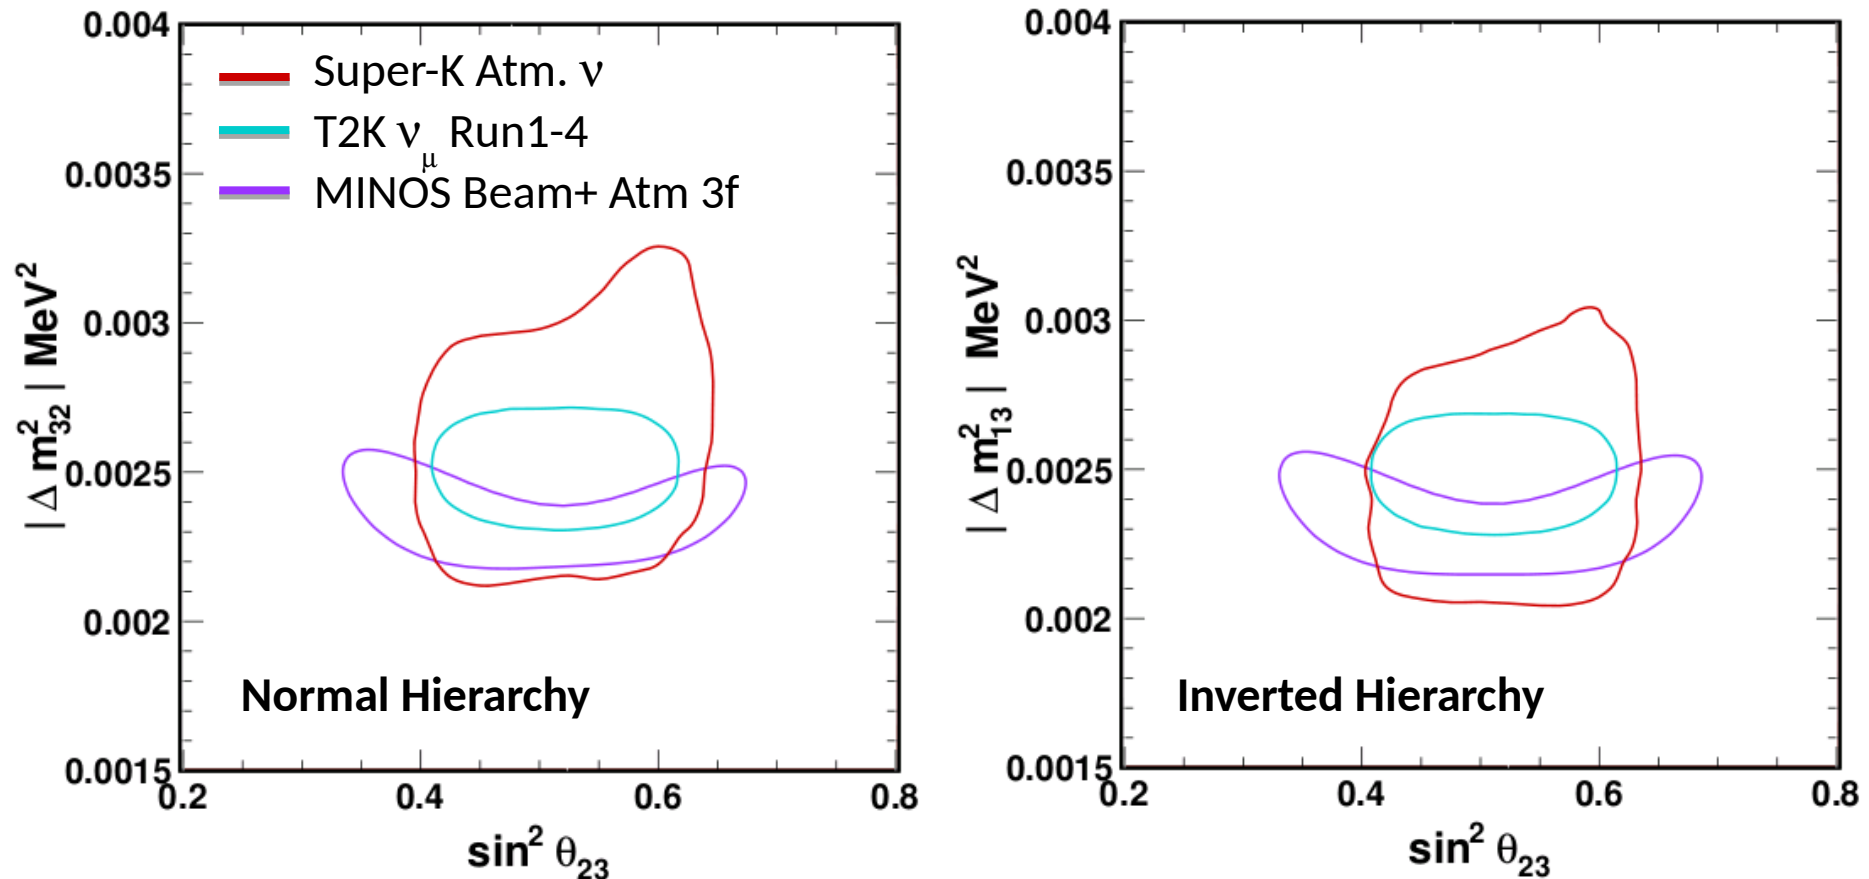 0.004
0.0035
0.003
0.0025
0.002
0.0015
0.2
0.4
0.6
0.8
| Δ m²₃₂ | MeV²
sin² θ₂₃
Super-K Atm. ν
T2K νμ Run1-4
MINOS Beam+ Atm 3f
Normal Hierarchy
0.004
0.0035
0.003
0.0025
0.002
0.0015
0.2
0.4
0.6
0.8
| Δ m²₁₃ | MeV²
sin² θ₂₃
Inverted Hierarchy